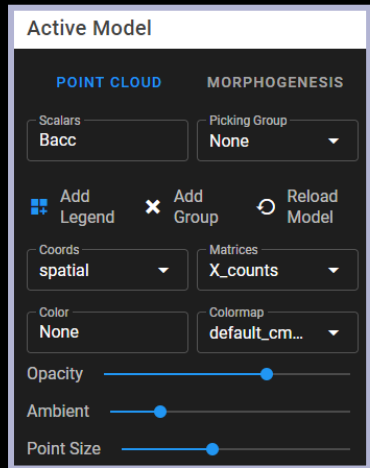 Active Model
POINT CLOUD MORPHOGENESIS
Scalars Picking Group
Bacc None
Add Legend Add Group Reload Model
Coords Matrices
spatial X_counts
Color Colormap
None default_cm...
Opacity
Ambient
Point Size